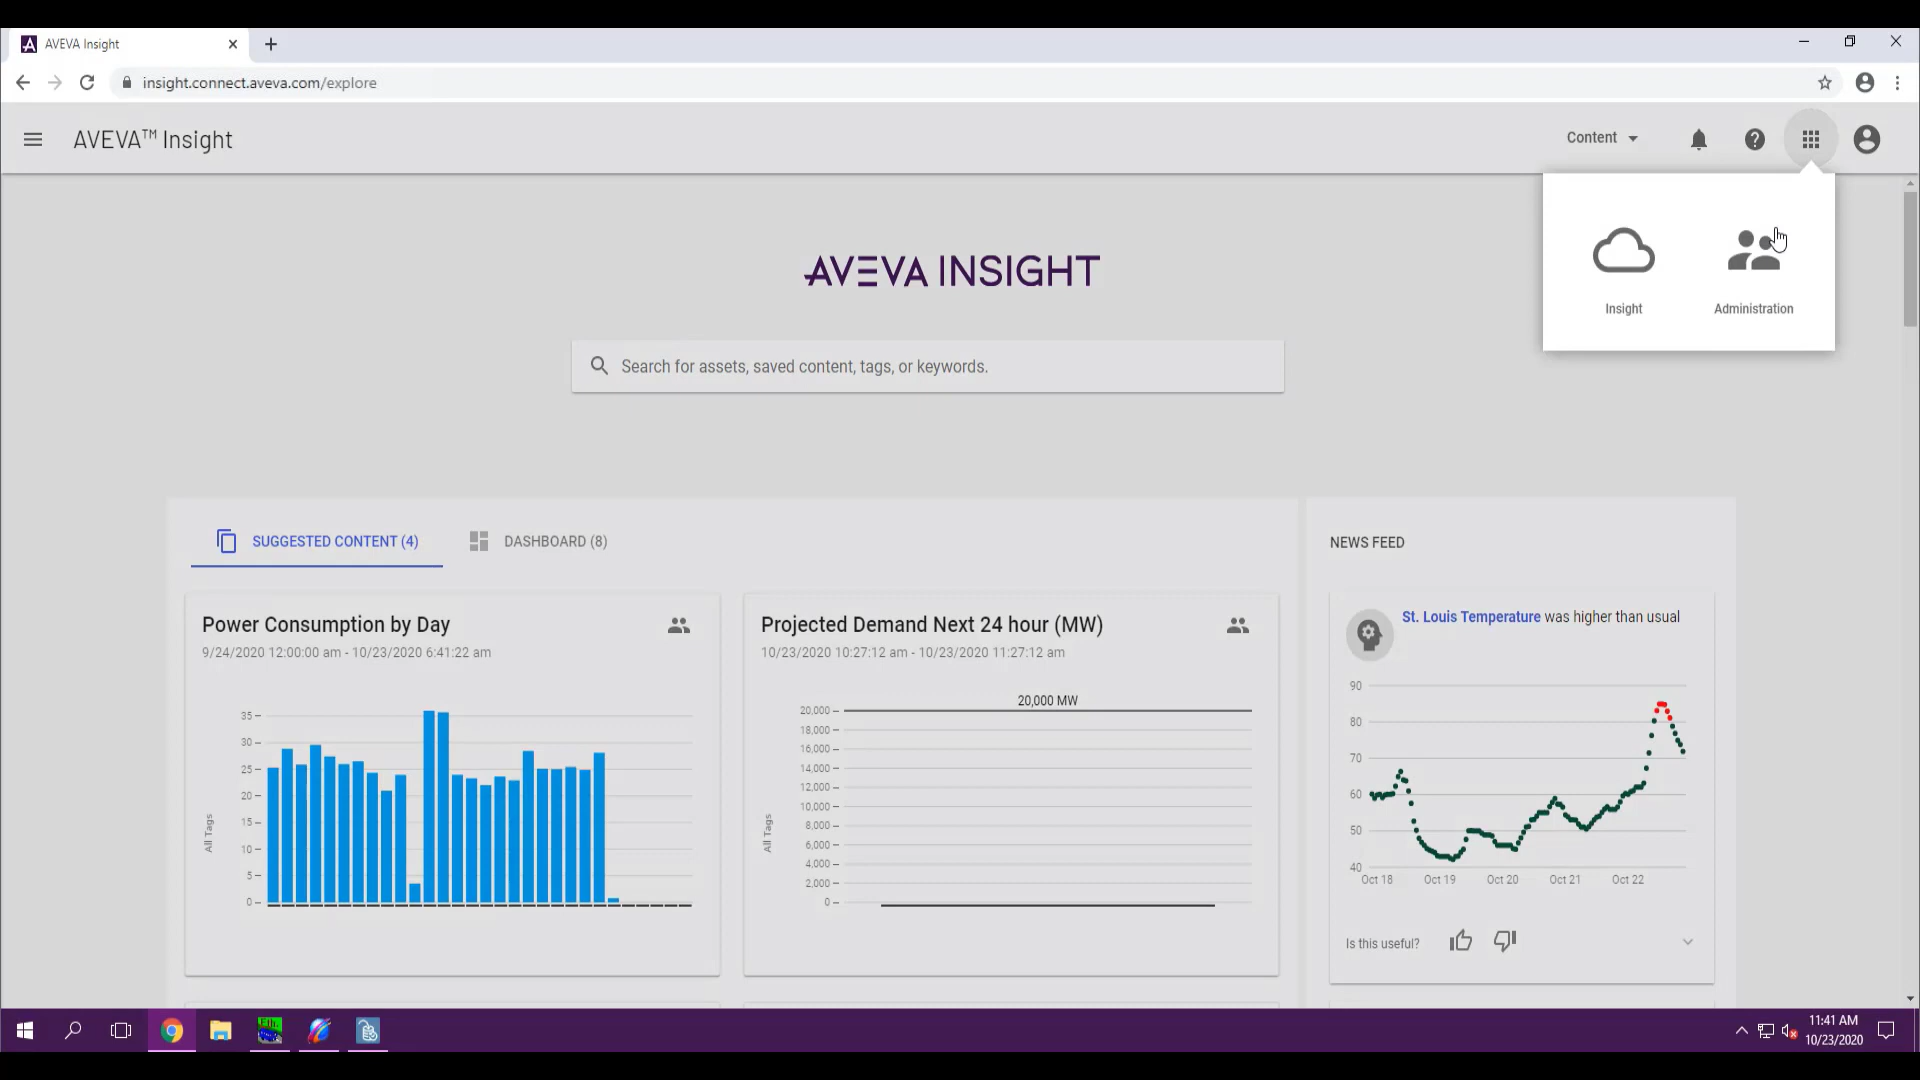 AVEVA Insight
insight.connect.aveva.com/explore
AVEVA™ Insight
Content
Insight
Administration
AVEVA INSIGHT
Search for assets, saved content, tags, or keywords.
SUGGESTED CONTENT (4)
DASHBOARD (8)
NEWS FEED
Power Consumption by Day
9/24/2020 12:00:00 am - 10/23/2020 6:41:22 am
35
30
25
20
15
10
5
0
All Tags
Projected Demand Next 24 hour (MW)
10/23/2020 10:27:12 am - 10/23/2020 11:27:12 am
20,000 MW
20,000
18,000
16,000
14,000
12,000
10,000
8,000
6,000
4,000
2,000
0
All Tags
St. Louis Temperature was higher than usual
90
80
70
60
50
40
Oct 18
Oct 19
Oct 20
Oct 21
Oct 22
Is this useful?
11:41 AM
10/23/2020